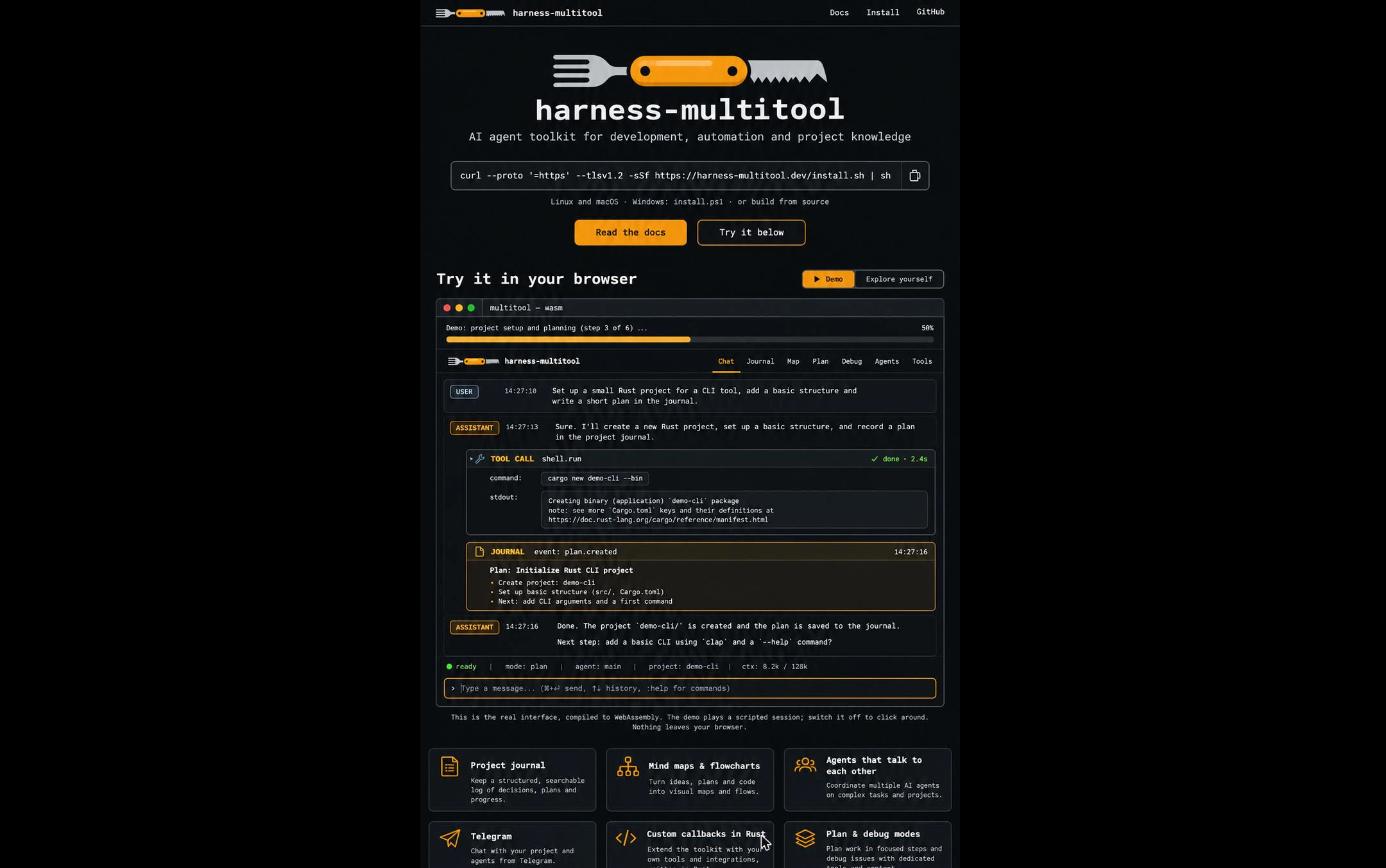 harness-multitool
Docs
Install
GitHub
harness-multitool
AI agent toolkit for development, automation and project knowledge
curl --proto '=https' --tlsv1.2 -sSf https://harness-multitool.dev/install.sh | sh
Linux and macOS · Windows: install.ps1 · or build from source
Read the docs
Try it below
Try it in your browser
Demo
Explore yourself
multitool — wasm
Demo: project setup and planning (step 3 of 6) ...
50%
harness-multitool
Chat
Journal
Map
Plan
Debug
Agents
Tools
USER
14:27:10
Set up a small Rust project for a CLI tool, add a basic structure and
write a short plan in the journal.
ASSISTANT
14:27:13
Sure. I'll create a new Rust project, set up a basic structure, and record a plan
in the project journal.
TOOL CALL shell.run
✓ done · 2.4s
command:
cargo new demo-cli --bin
stdout:
Creating binary (application) `demo-cli` package
note: see more `Cargo.toml` keys and their definitions at
https://doc.rust-lang.org/cargo/reference/manifest.html
JOURNAL event: plan.created
14:27:16
Plan: Initialize Rust CLI project
• Create project: demo-cli
• Set up basic structure (src/, Cargo.toml)
• Next: add CLI arguments and a first command
ASSISTANT
14:27:16
Done. The project `demo-cli/` is created and the plan is saved to the journal.
Next step: add a basic CLI using `clap` and a `--help` command?
ready | mode: plan | agent: main | project: demo-cli | ctx: 8.2k / 128k
› Type a message... (⌘+⏎ send, ↑↓ history, :help for commands)
This is the real interface, compiled to WebAssembly. The demo plays a scripted session; switch it off to click around.
Nothing leaves your browser.
Project journal
Keep a structured, searchable
log of decisions, plans and
progress.
Mind maps & flowcharts
Turn ideas, plans and code
into visual maps and flows.
Agents that talk to
each other
Coordinate multiple AI agents
on complex tasks and projects.
Telegram
Chat with your project and
agents from Telegram.
Custom callbacks in Rust
Extend the toolkit with your
own tools and integrations,
Plan & debug modes
Plan work in focused steps and
debug issues with dedicated